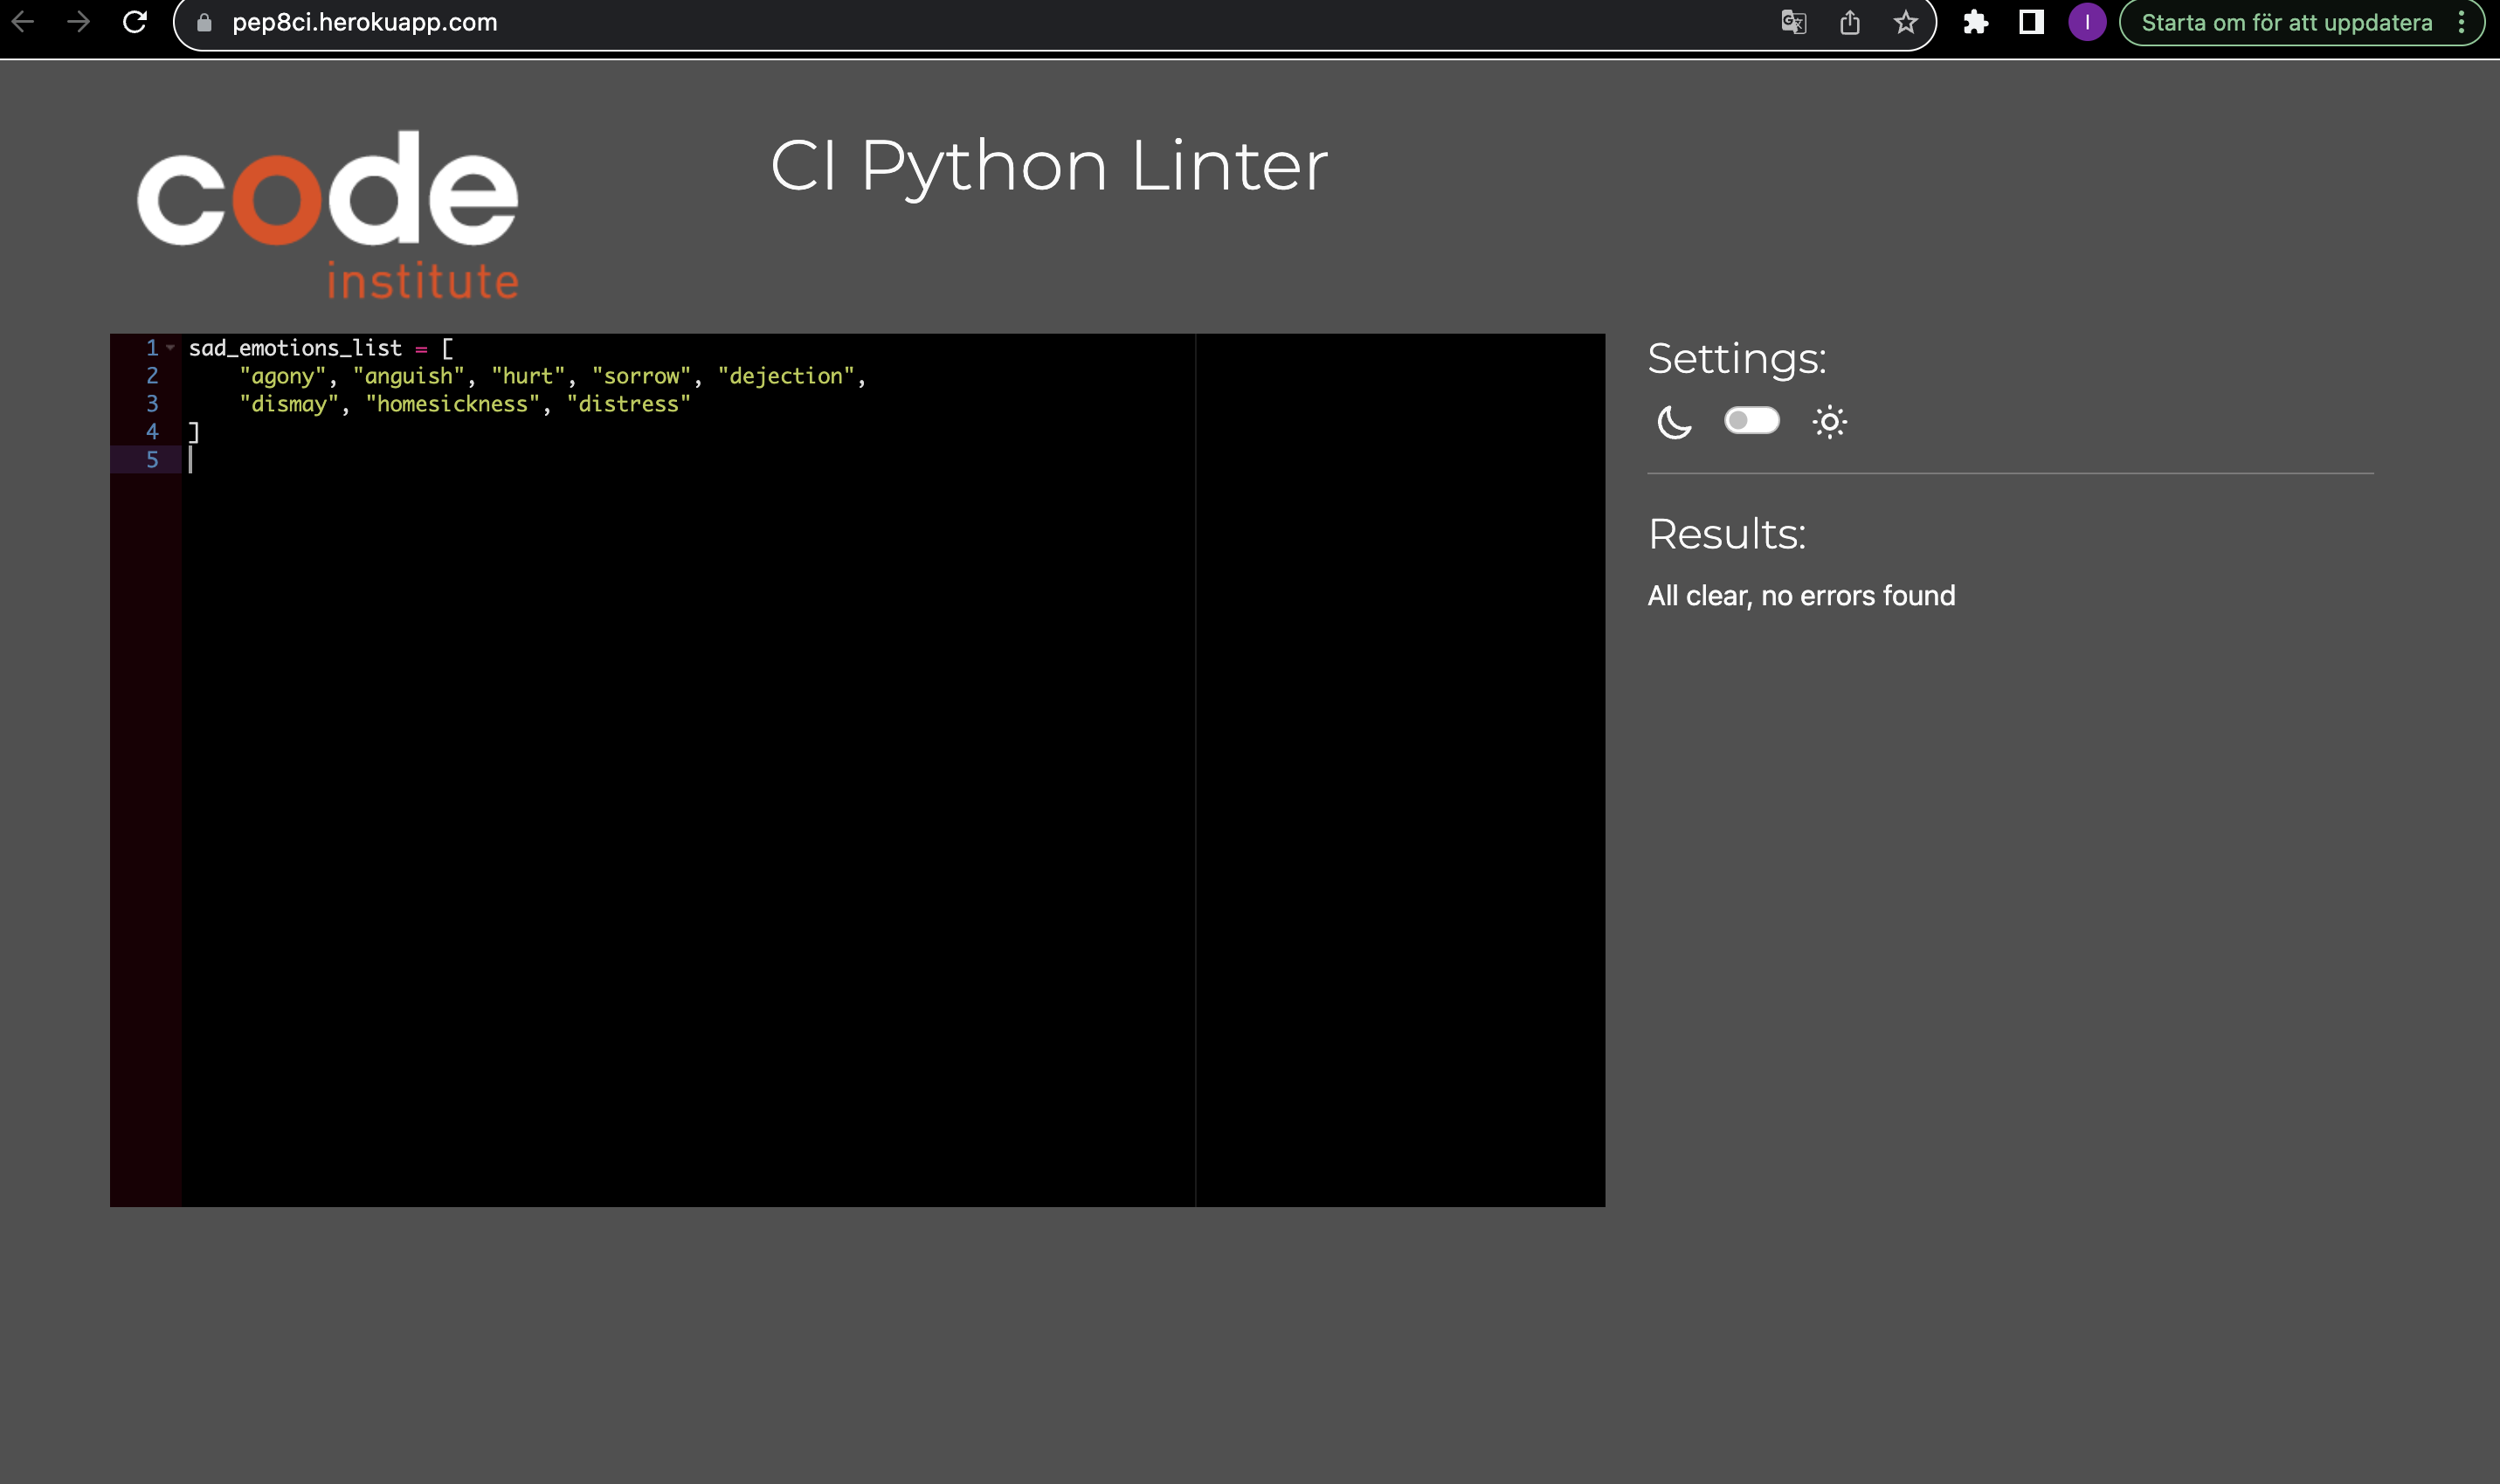 pep8ci.herokuapp.com
I
Starta om för att uppdatera
code
institute
CI Python Linter
1 sad_emotions_list = [
2     "agony", "anguish", "hurt", "sorrow", "dejection",
3     "dismay", "homesickness", "distress"
4 ]
5
Settings:
Results:
All clear, no errors found